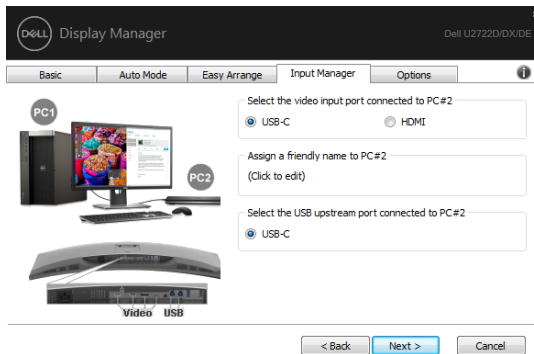 DELL Display Manager
Dell U2722D/DX/DE
Basic Auto Mode Easy Arrange Input Manager Options
PC1
PC2
Video USB
Select the video input port connected to PC#2
USB-C HDMI
Assign a friendly name to PC#2
(Click to edit)
Select the USB upstream port connected to PC#2
USB-C
< Back Next > Cancel